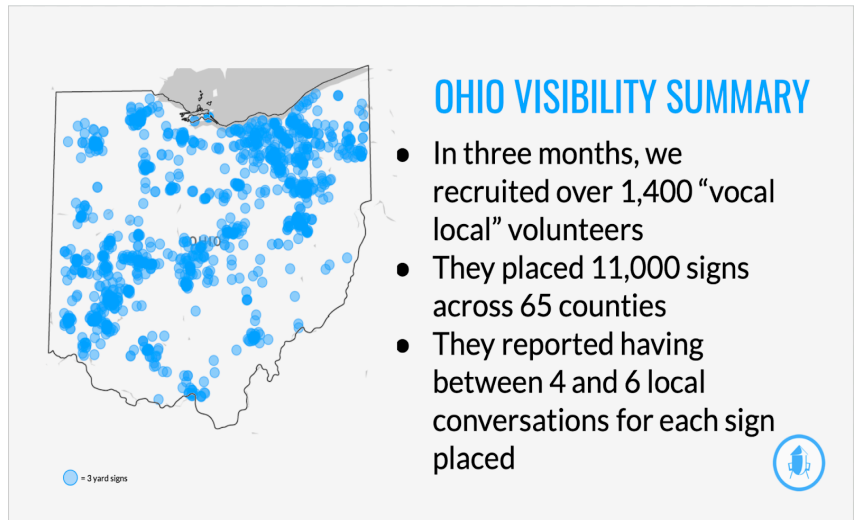 OHIO VISIBILITY SUMMARY
● In three months, we
recruited over 1,400 “vocal
local” volunteers
● They placed 11,000 signs
across 65 counties
● They reported having
between 4 and 6 local
conversations for each sign
placed
OHIO
= 3 yard signs